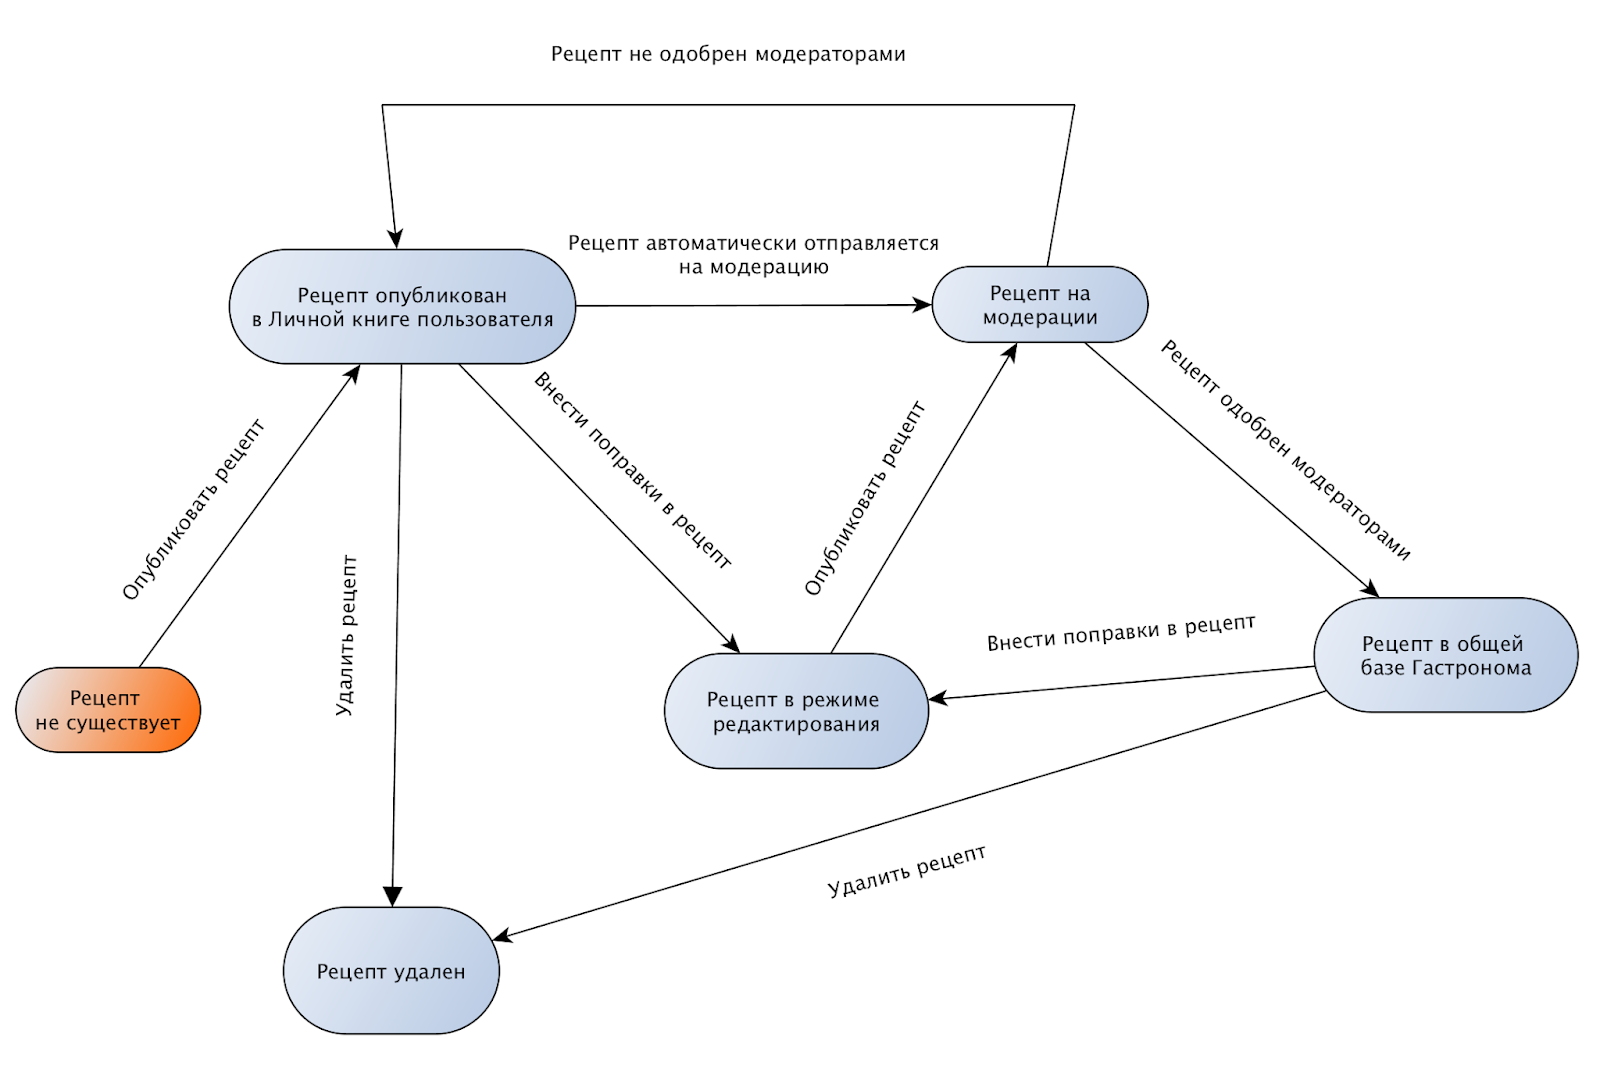 Рецепт не одобрен модераторами
Рецепт автоматически отправляется
на модерацию
Рецепт опубликован
в Личной книге пользователя
Рецепт на
модерации
Опубликовать рецепт
Удалить рецепт
Внести поправки в рецепт
Опубликовать рецепт
Рецепт одобрен модераторами
Внести поправки в рецепт
Рецепт в общей
базе Гастронома
Рецепт
не существует
Рецепт в режиме
редактирования
Удалить рецепт
Рецепт удален